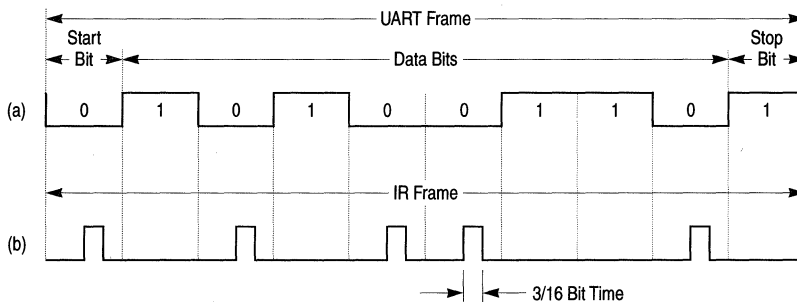 UART Frame
Start Bit
Data Bits
Stop Bit
(a)
0 1 0 1 0 0 1 1 0 1
IR Frame
(b)
3/16 Bit Time